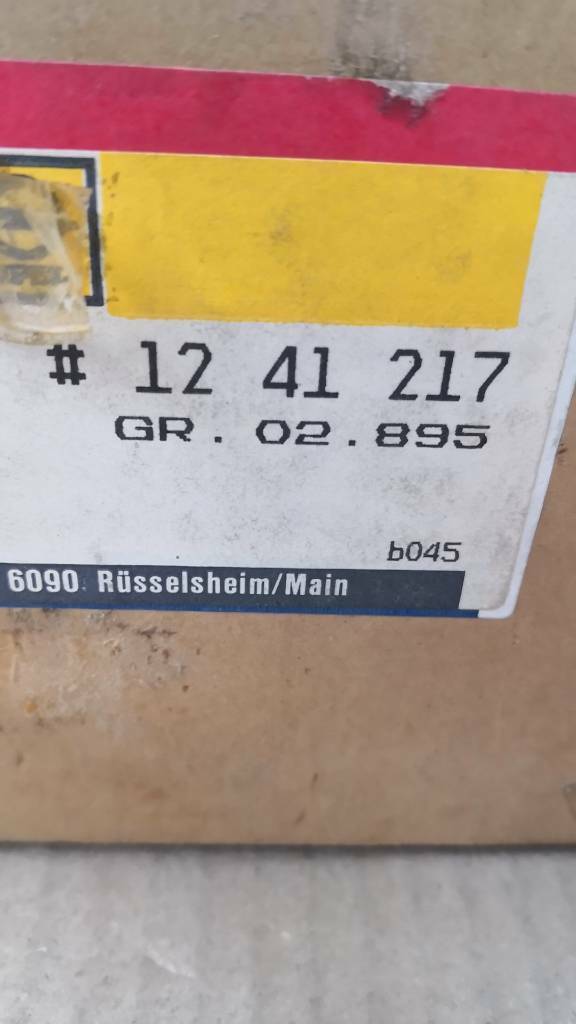 # 12 41 217
GR. 02.895
b045
6090 Rüsselsheim/Main